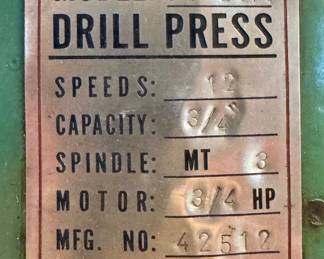 DRILL PRESS
SPEEDS: 12
CAPACITY: 3/4"
SPINDLE: MT 3
MOTOR: 3/4 HP
MFG. NO: 42512